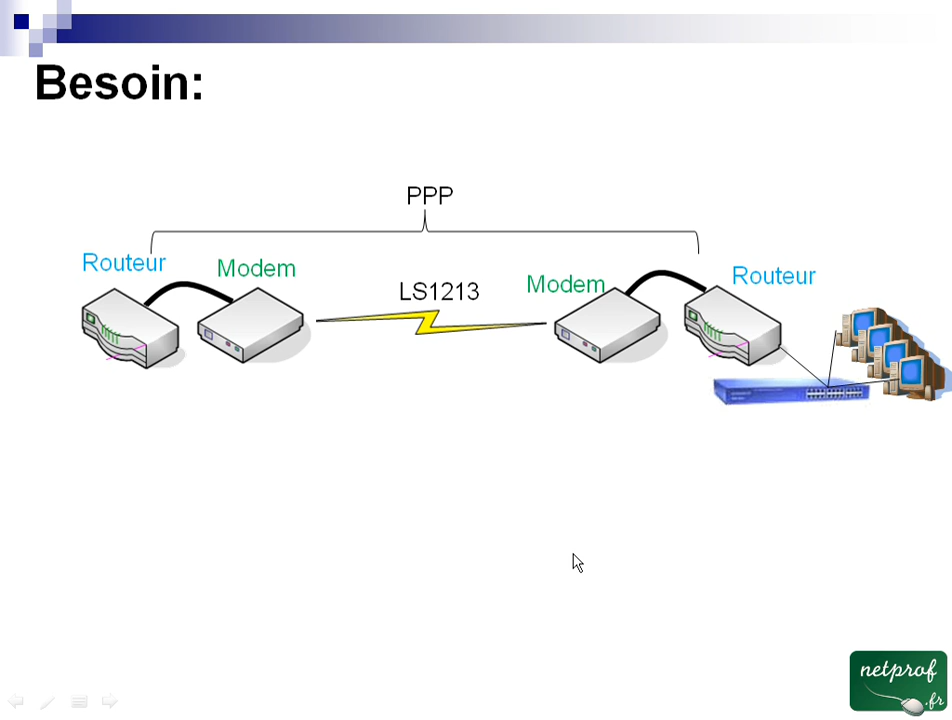 Besoin:
PPP
Routeur
Modem
LS1213
Modem
Routeur
netprof
.fr